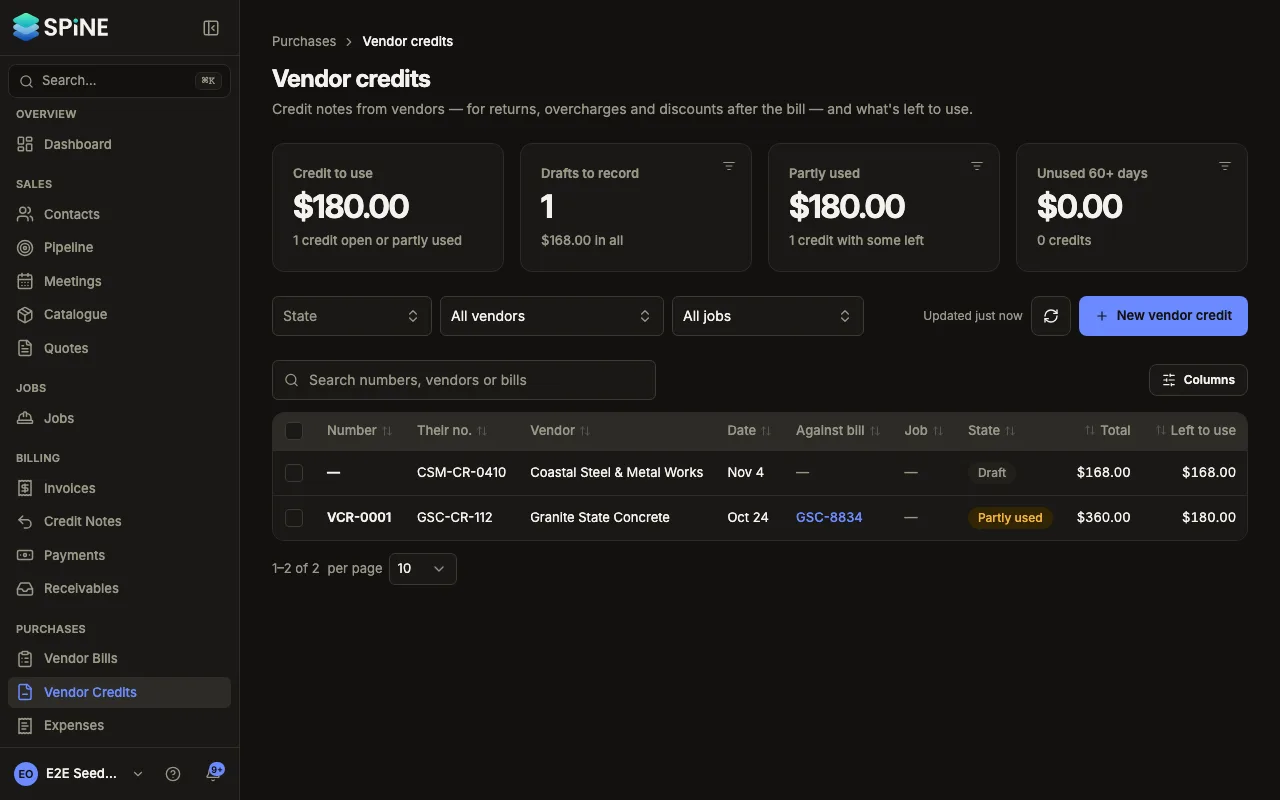 SPiNE
Search... ⌘K
OVERVIEW
Dashboard
SALES
Contacts
Pipeline
Meetings
Catalogue
Quotes
JOBS
Jobs
BILLING
Invoices
Credit Notes
Payments
Receivables
PURCHASES
Vendor Bills
Vendor Credits
Expenses
EO E2E Seed... 9+
Purchases > Vendor credits
Vendor credits
Credit notes from vendors — for returns, overcharges and discounts after the bill — and what's left to use.
Credit to use
$180.00
1 credit open or partly used
Drafts to record
1
$168.00 in all
Partly used
$180.00
1 credit with some left
Unused 60+ days
$0.00
0 credits
State All vendors All jobs Updated just now + New vendor credit
Search numbers, vendors or bills Columns
Number Their no. Vendor Date Against bill Job State Total Left to use
— CSM-CR-0410 Coastal Steel & Metal Works Nov 4 — — Draft $168.00 $168.00
VCR-0001 GSC-CR-112 Granite State Concrete Oct 24 GSC-8834 — Partly used $360.00 $180.00
1–2 of 2 per page 10